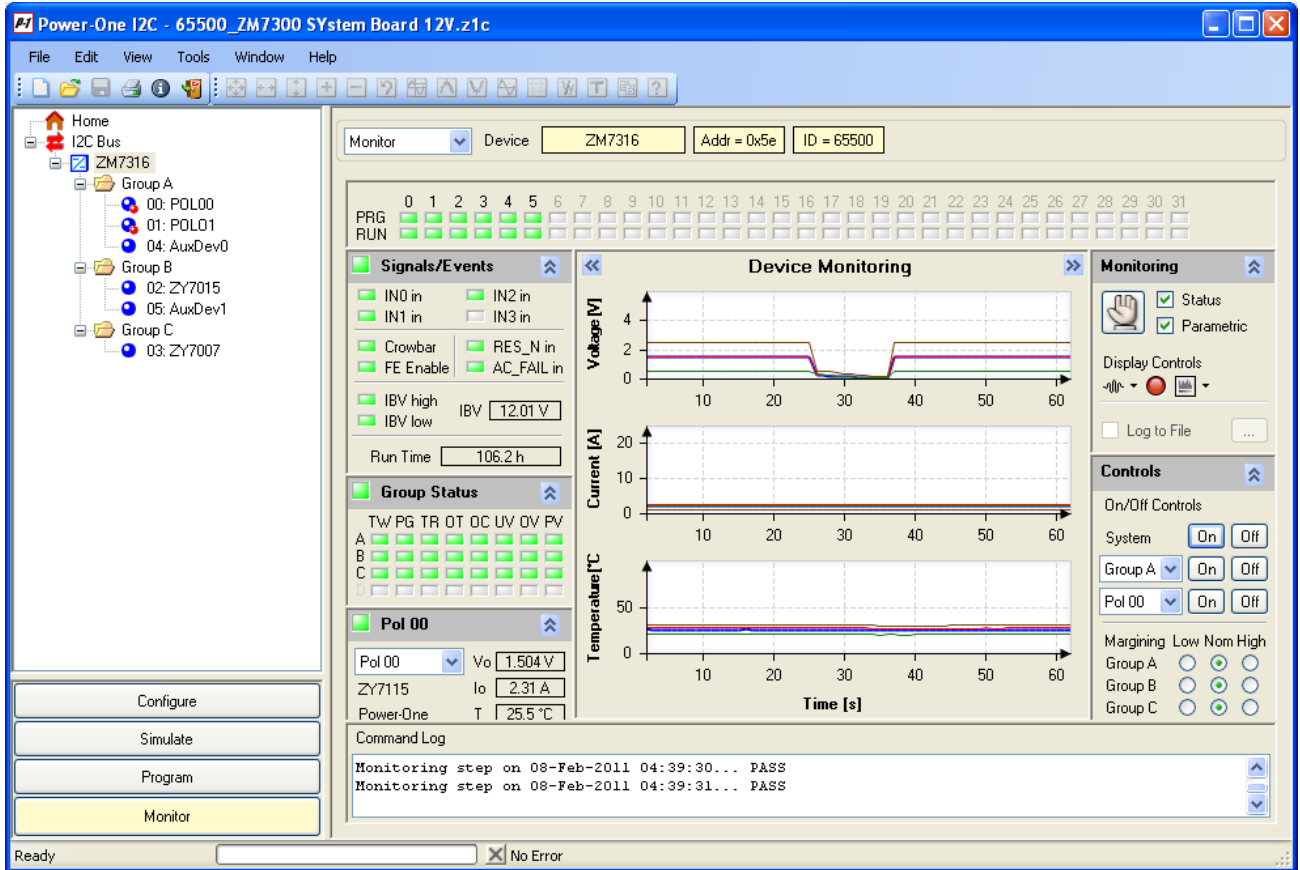 Power-One I2C - 65500_ZM7300 SYstem Board 12V.z1c
File Edit View Tools Window Help
Home
I2C Bus
ZM7316
Group A
00: POL00
01: POL01
04: AuxDev0
Group B
02: ZY7015
05: AuxDev1
Group C
03: ZY7007
Configure
Simulate
Program
Monitor
Monitor Device ZM7316 Addr = 0x5e ID = 65500
0 1 2 3 4 5 6 7 8 9 10 11 12 13 14 15 16 17 18 19 20 21 22 23 24 25 26 27 28 29 30 31
PRG
RUN
Signals/Events
IN0 in IN2 in
IN1 in IN3 in
Crowbar RES_N in
FE Enable AC_FAIL in
IBV high
IBV low
IBV 12.01 V
Run Time 106.2 h
Group Status
TW PG TR OT OC UV OV PV
A
B
C
D
Pol 00
Pol 00 Vo 1.504 V
ZY7115 Io 2.31 A
Power-One T 25.5 °C
Device Monitoring
Voltage [V]
4
2
0
10 20 30 40 50 60
Current [A]
20
10
0
10 20 30 40 50 60
Temperature [°C
50
0
10 20 30 40 50 60
Time [s]
Monitoring
Status
Parametric
Display Controls
Log to File ...
Controls
On/Off Controls
System On Off
Group A On Off
Pol 00 On Off
Margining Low Nom High
Group A
Group B
Group C
Command Log
Monitoring step on 08-Feb-2011 04:39:30... PASS
Monitoring step on 08-Feb-2011 04:39:31... PASS
Ready No Error